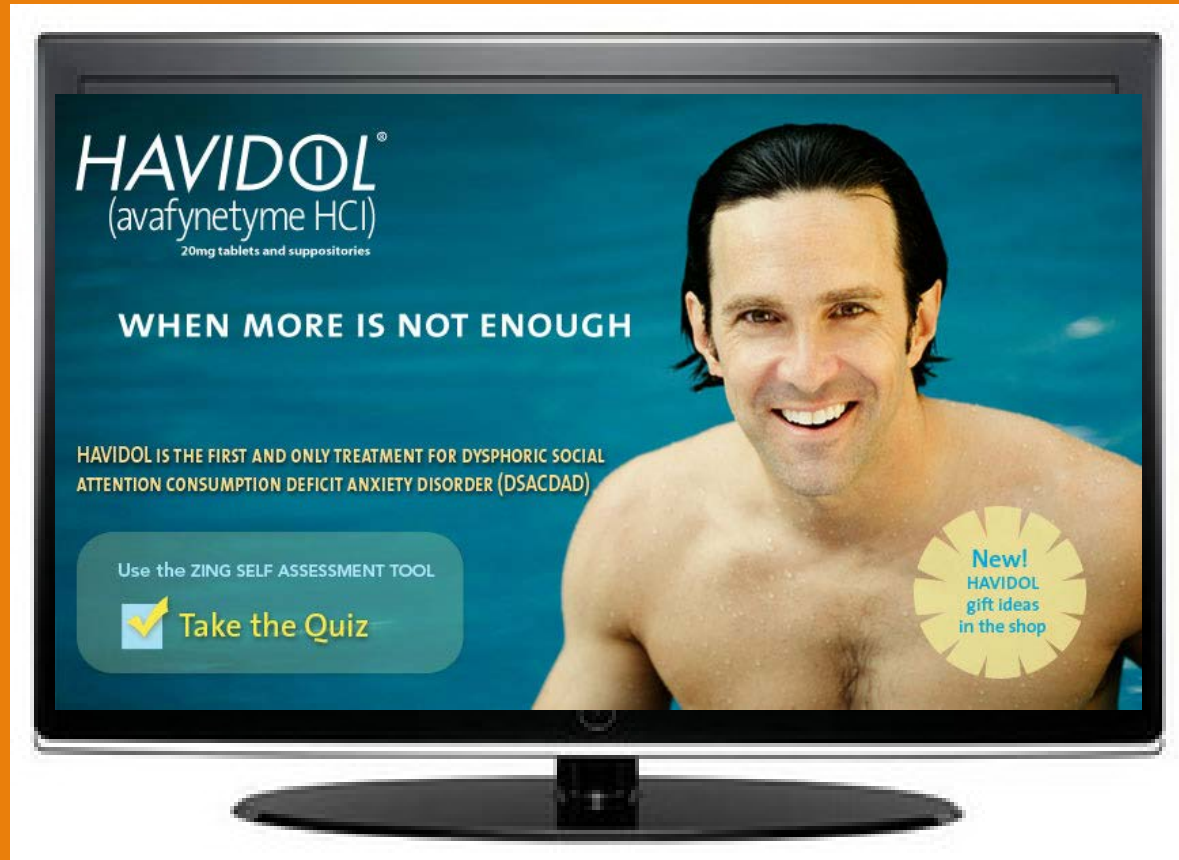 HAVIDOL®
(avafynetyme HCl)
20mg tablets and suppositories
WHEN MORE IS NOT ENOUGH
HAVIDOL IS THE FIRST AND ONLY TREATMENT FOR DYSPHORIC SOCIAL
ATTENTION CONSUMPTION DEFICIT ANXIETY DISORDER (DSACDAD)
Use the ZING SELF ASSESSMENT TOOL
Take the Quiz
New!
HAVIDOL
gift ideas
in the shop